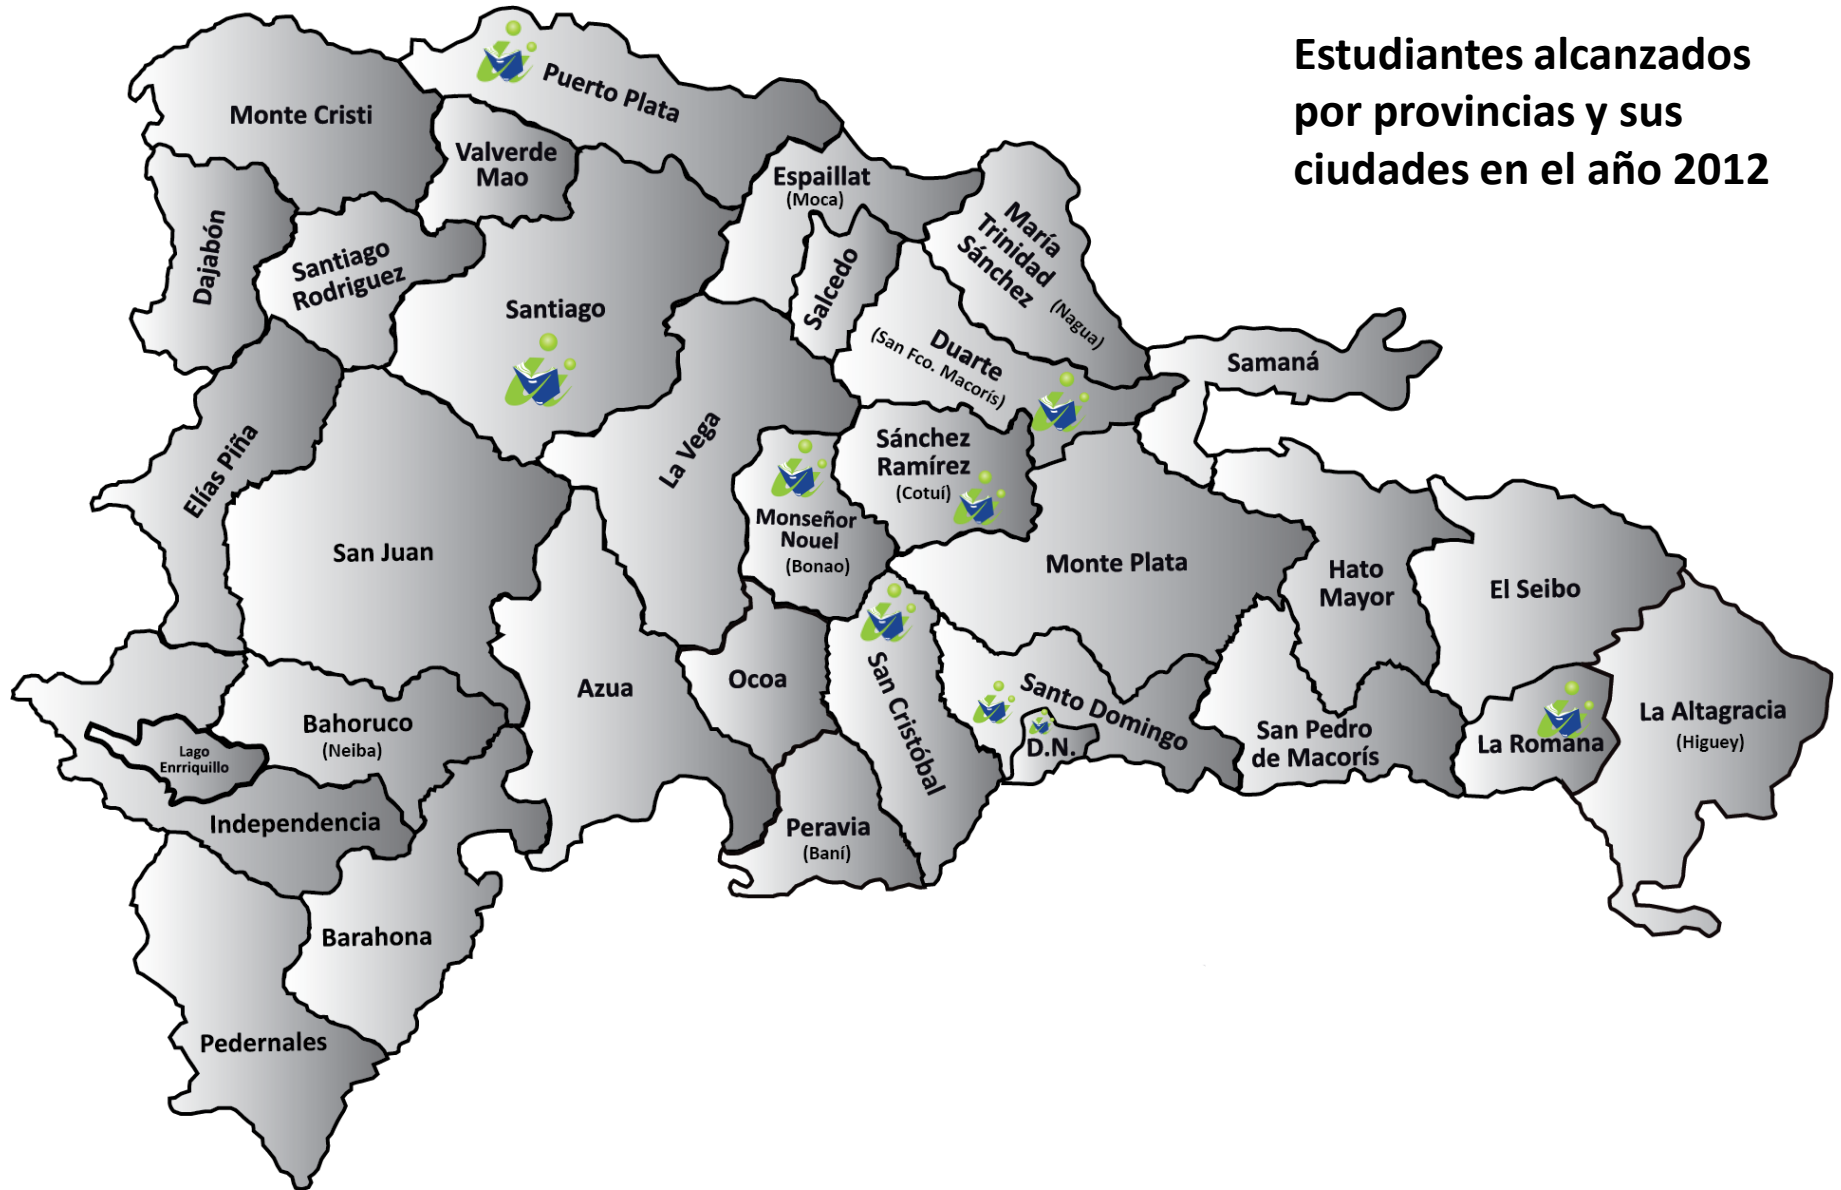 Estudiantes alcanzados
por provincias y sus
ciudades en el año 2012
Puerto Plata
Monte Cristi
Valverde
Mao
Espaillat
(Moca)
María
Trinidad
Sánchez
(Nagua)
Dajabón
Santiago
Rodriguez
Santiago
Salcedo
Duarte
(San Fco. Macorís)
Samaná
Elías Piña
La Vega
Sánchez
Ramírez
(Cotuí)
San Juan
Monseñor
Nouel
(Bonao)
Monte Plata
Hato
Mayor
El Seibo
Azua
Ocoa
San Cristóbal
Santo Domingo
D.N.
San Pedro
de Macorís
La Romana
La Altagracia
(Higuey)
Bahoruco
(Neiba)
Lago
Enrriquillo
Independencia
Peravia
(Baní)
Barahona
Pedernales